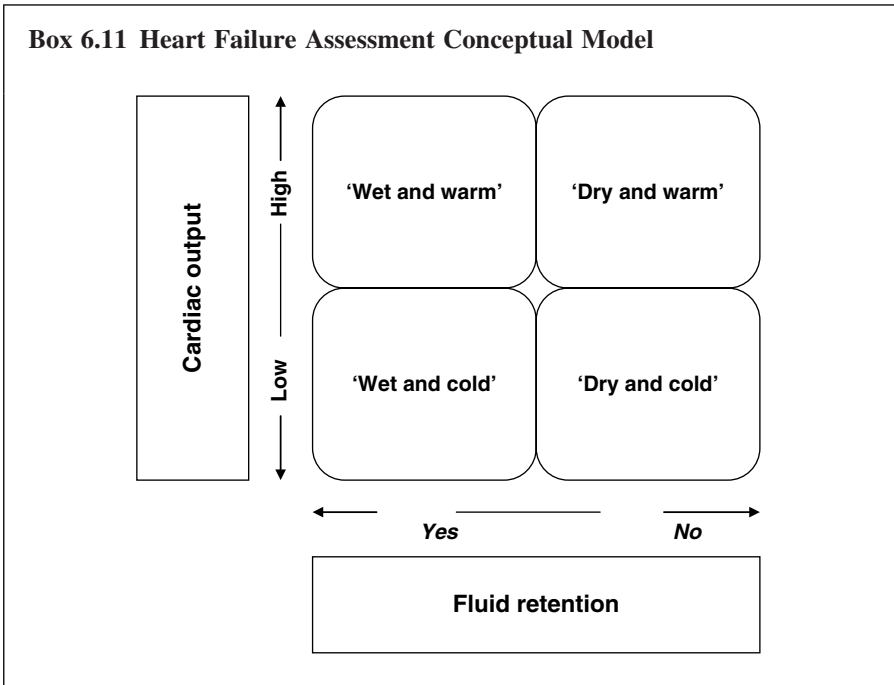 Box 6.11 Heart Failure Assessment Conceptual Model
Cardiac output
High
Low
‘Wet and warm’
‘Dry and warm’
‘Wet and cold’
‘Dry and cold’
Yes
No
Fluid retention